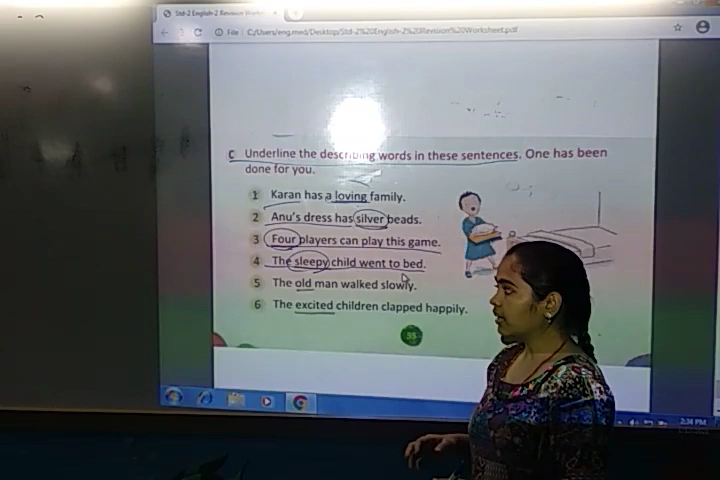 Std-2 English-2 Revision Worksh
File | C:/Users/eng.med/Desktop/Std-2%20English-2%20Revision%20Worksheet.pdf
C Underline the describing words in these sentences. One has been
done for you.
1 Karan has a loving family.
2 Anu's dress has silver beads.
3 Four players can play this game.
4 The sleepy child went to bed.
5 The old man walked slowly.
6 The excited children clapped happily.
55
2:34 PM